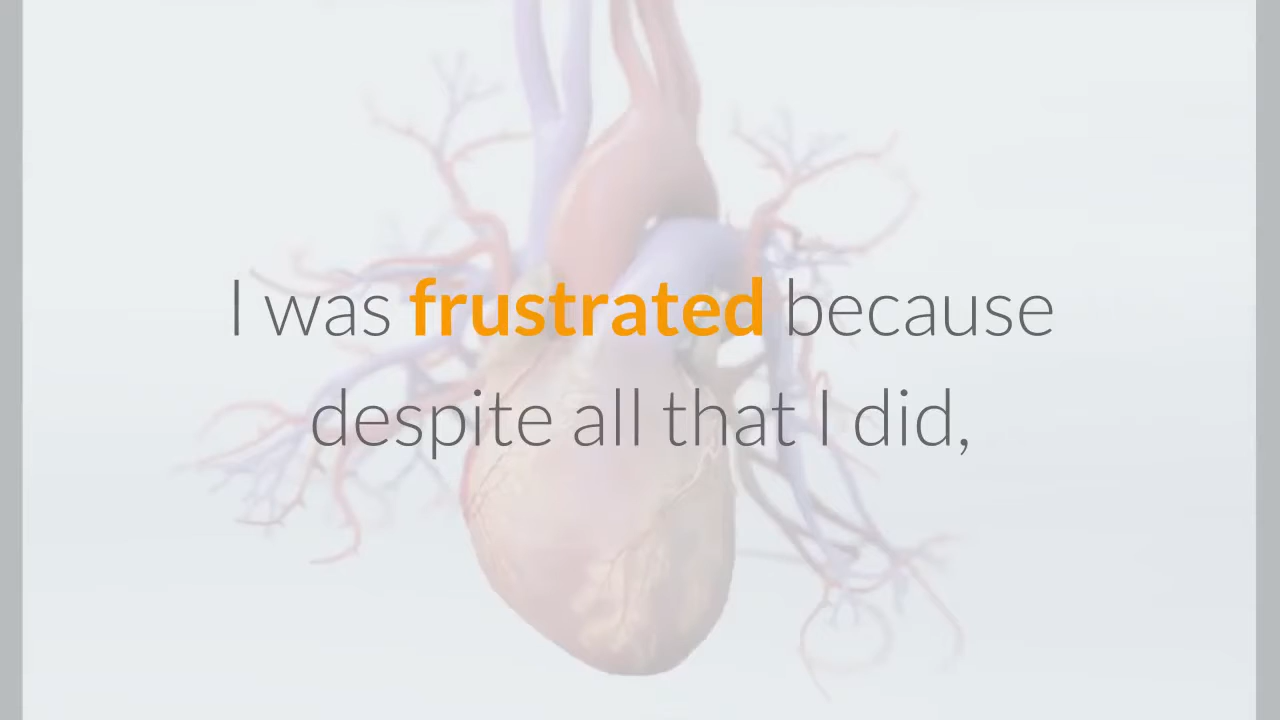 I was frustrated because
despite all that I did,